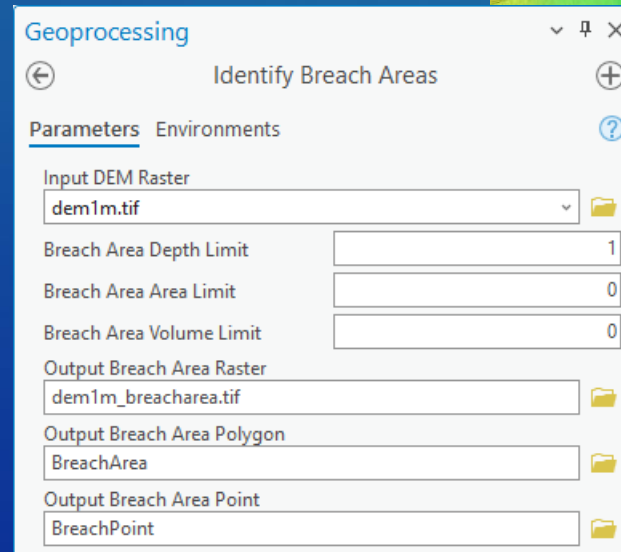 Geoprocessing
Identify Breach Areas
Parameters Environments
Input DEM Raster
dem1m.tif
Breach Area Depth Limit 1
Breach Area Area Limit 0
Breach Area Volume Limit 0
Output Breach Area Raster
dem1m_breacharea.tif
Output Breach Area Polygon
BreachArea
Output Breach Area Point
BreachPoint